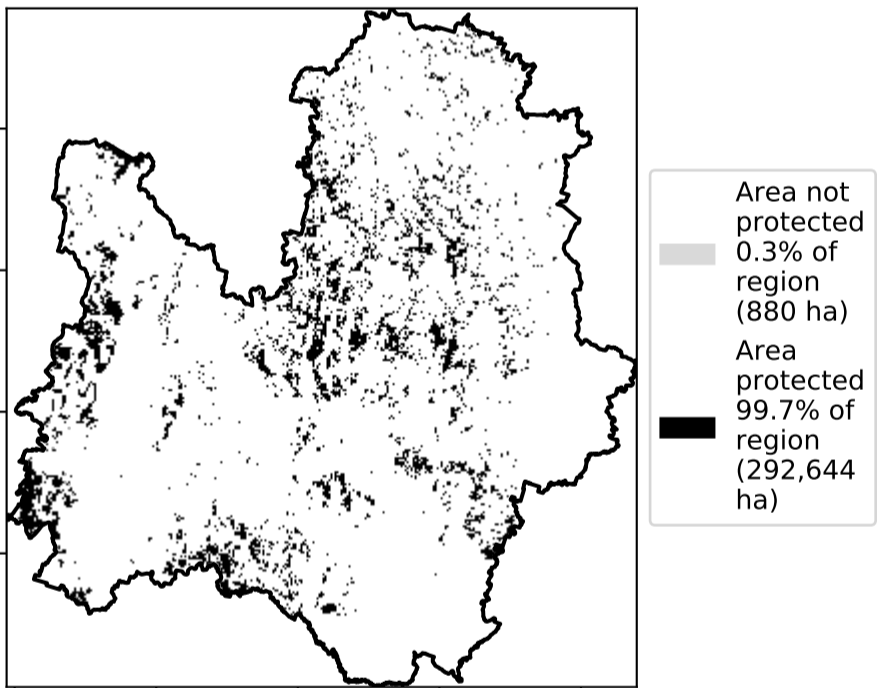 Area not
protected
0.3% of
region
(880 ha)
Area
protected
99.7% of
region
(292,644
ha)